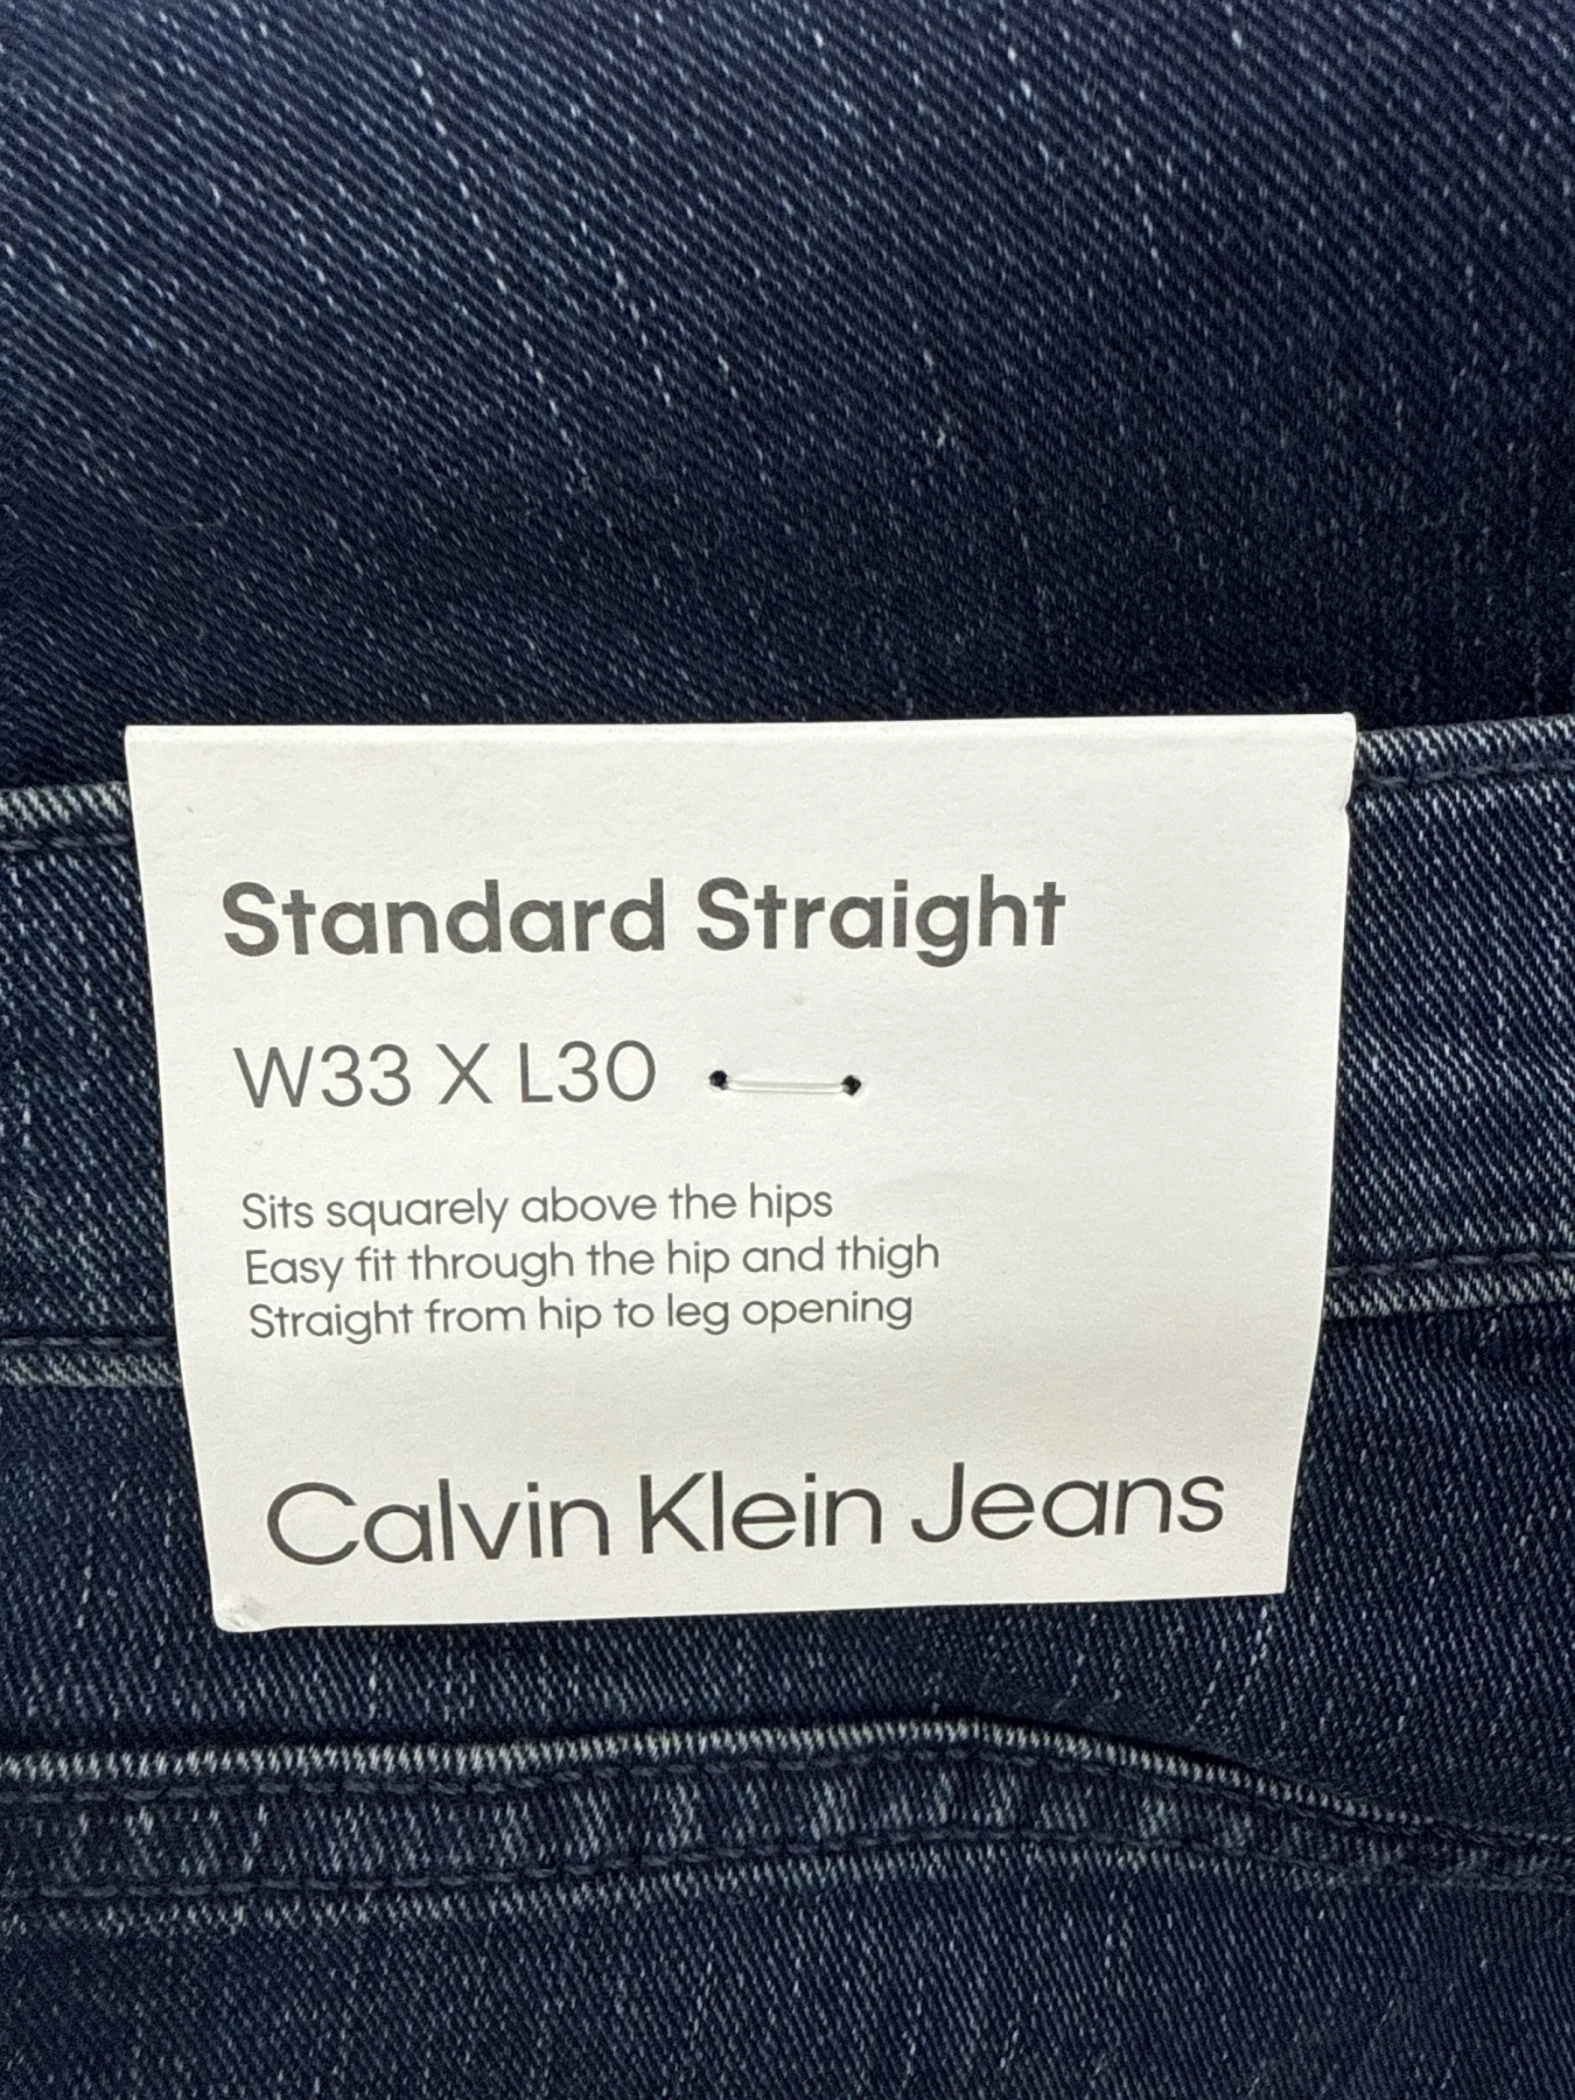 Standard Straight
W33 X L30
Sits squarely above the hips
Easy fit through the hip and thigh
Straight from hip to leg opening
Calvin Klein Jeans